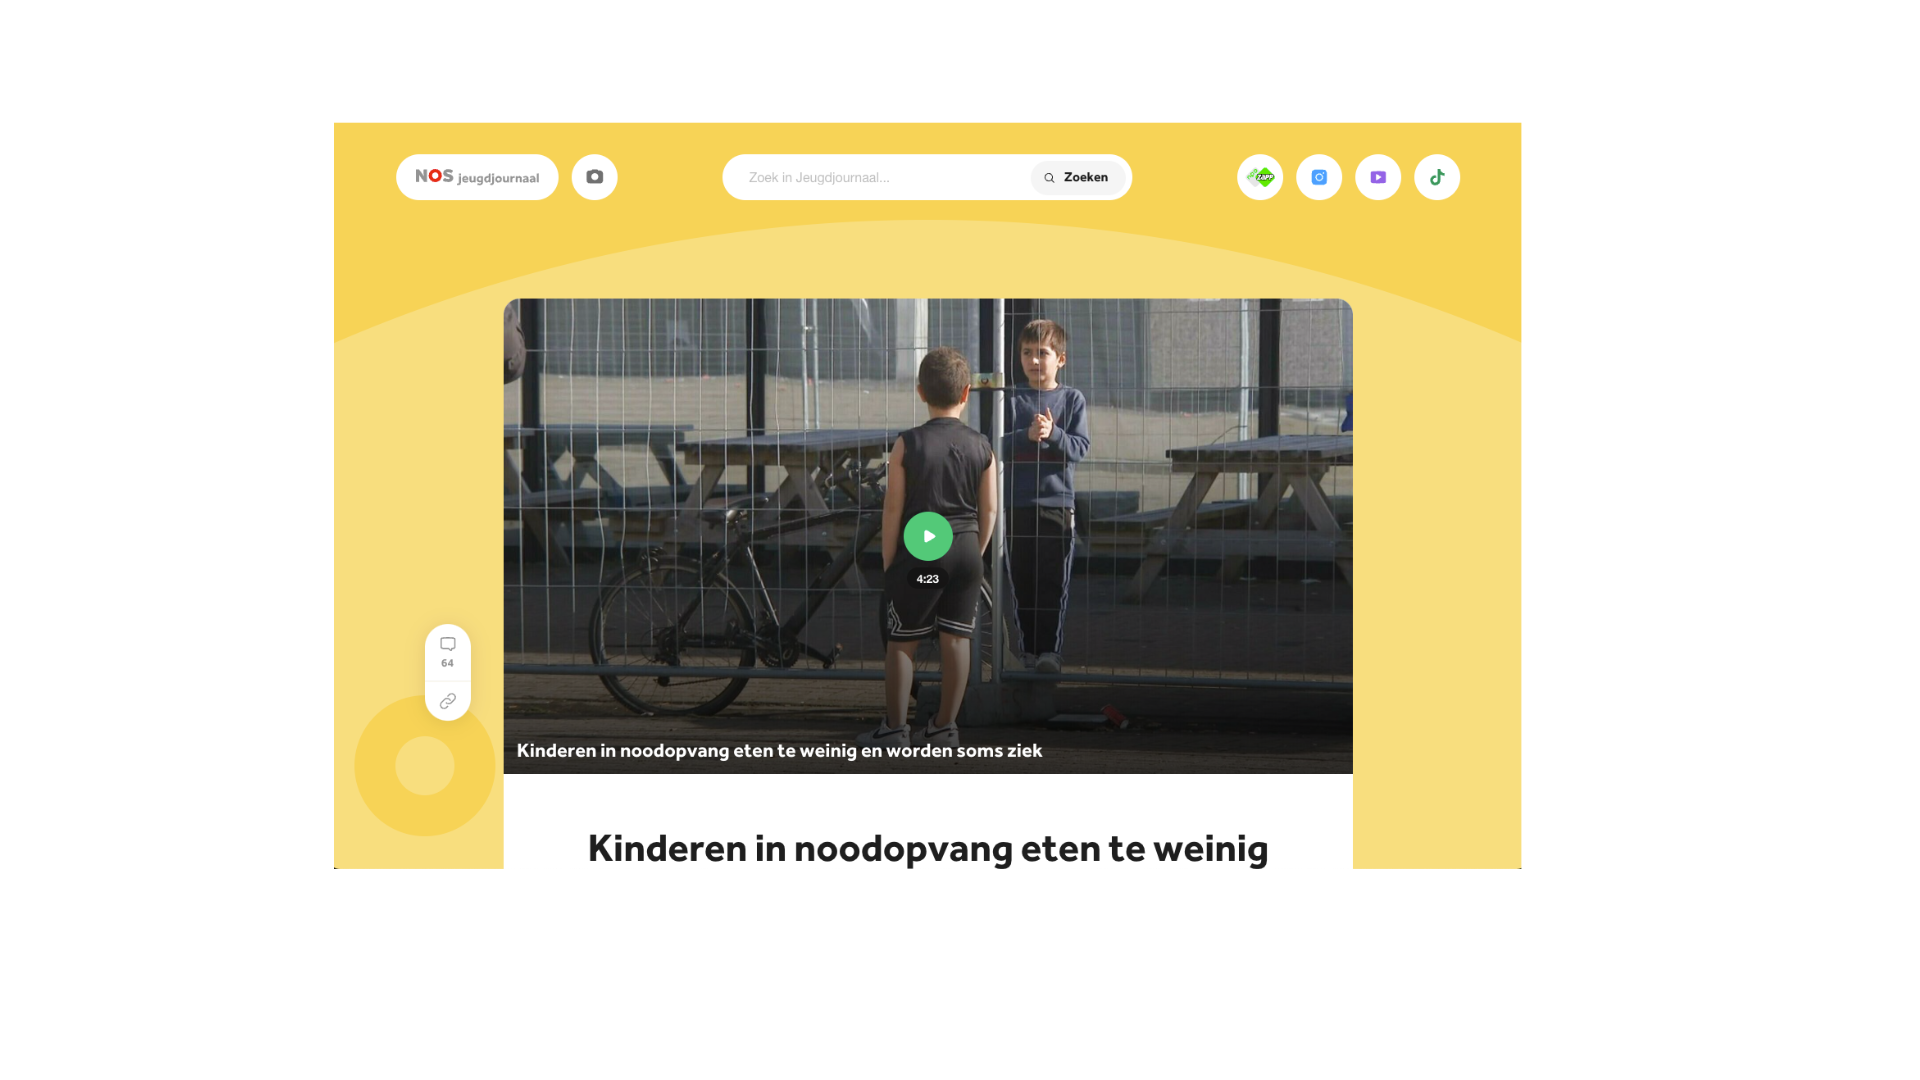 NOS jeugdjournaal
Zoek in Jeugdjournaal...
Zoeken
ZAPP
4:23
64
Kinderen in noodopvang eten te weinig en worden soms ziek
Kinderen in noodopvang eten te weinig